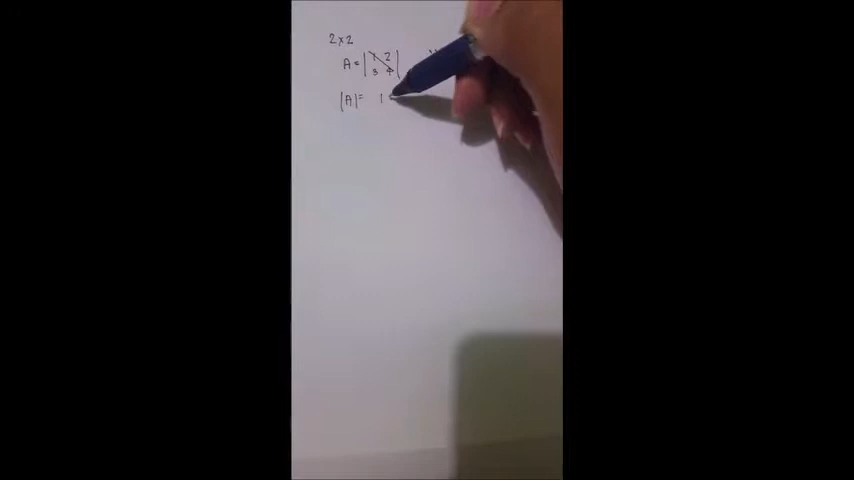 2x2
A = | 1 2 |
| 3 4 |
|A| = 1